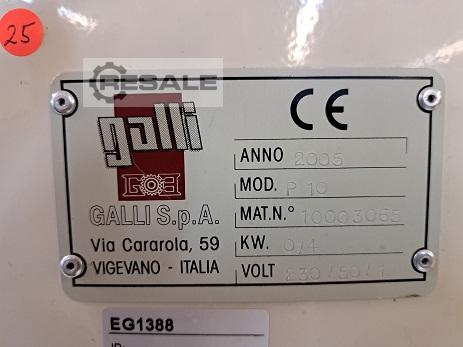 25
RESALE
CE
galli
GALLI S.p.A.
Via Cararola, 59
VIGEVANO - ITALIA
ANNO 2005
MOD. P 10
MAT.N.° 10003065
KW. 0/4
VOLT 230/50/1
EG1388